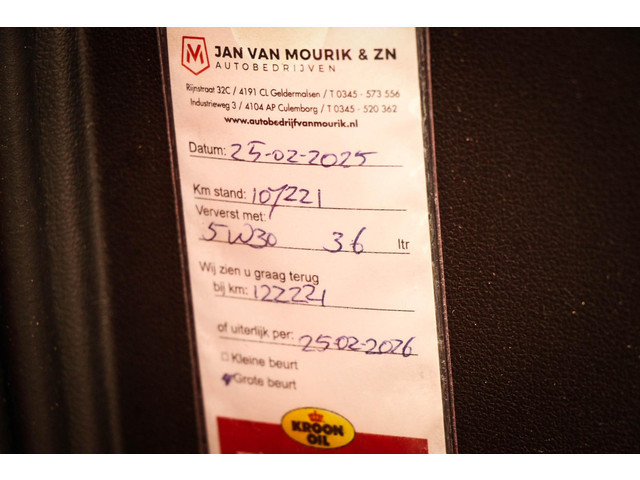 JAN VAN MOURIK & ZN
AUTOBEDRIJVEN
Rijnstraat 32C / 4191 CL Geldermalsen / T 0345 - 573 556
Industrieweg 3 / 4104 AP Culemborg / T 0345 - 520 362
www.autobedrijfvanmourik.nl
Datum: 25-02-2025
Km stand: 107221
Ververst met:
5W30 36 ltr
Wij zien u graag terug
bij km: 122221
of uiterlijk per: 25-02-2026
Kleine beurt
Grote beurt
KROON
OIL